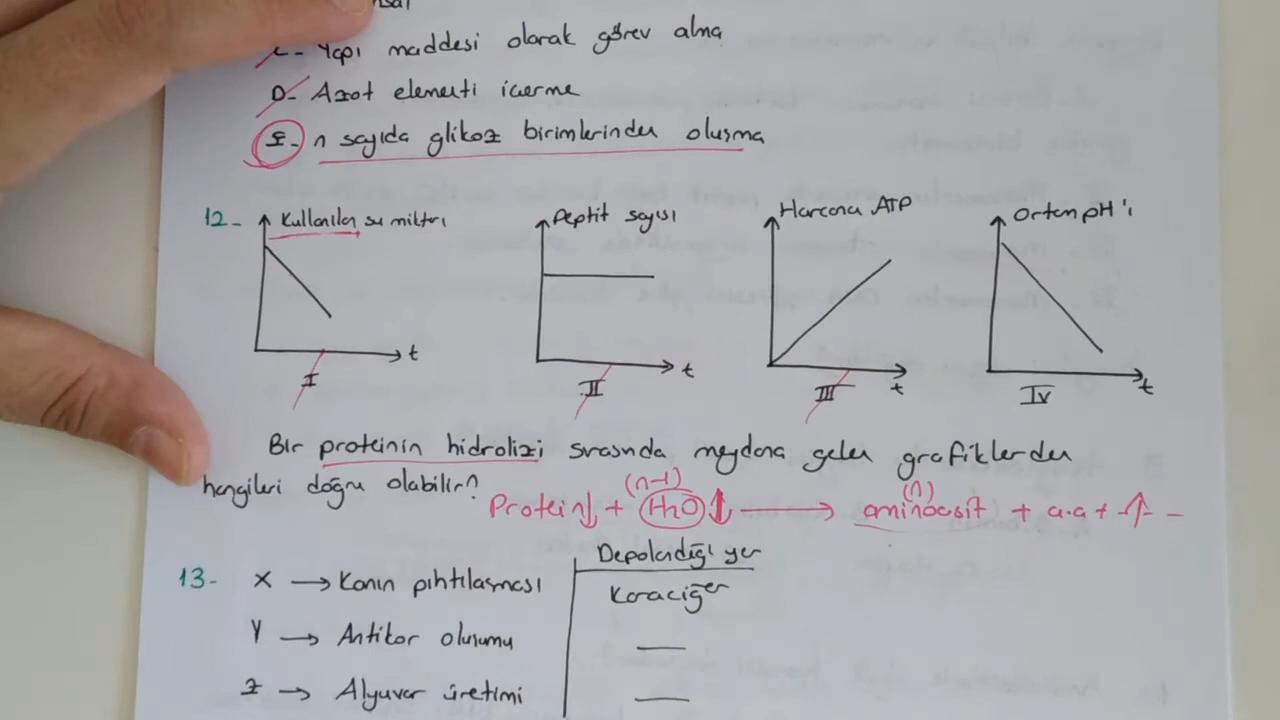 C- Yapı maddesi olarak görev alma
D- Azot elementi içerme
E- n sayıda glikoz birimlerinden oluşma
12- Kullanılan su miktarı
Peptit sayısı
Harcana ATP
Ortam pH'ı
t
t
t
t
I
II
III
IV
Bir proteinin hidrolizi sırasında meydana gelen grafiklerden
hangileri doğru olabilir?
(n-1)
(n)
Protein↓ + H2O ↓ → aminoasit + a.a + ↑ -
Depolandığı yer
13- X → Kanın pıhtılaşması
Karaciğer
Y → Antikor oluşumu —
Z → Alyuvar üretimi —